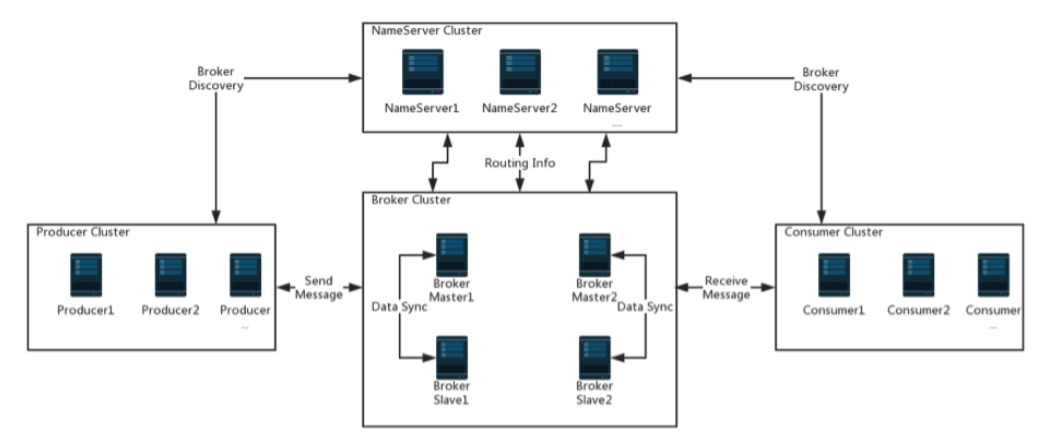 NameServer Cluster
NameServer1
NameServer2
NameServer
....
Broker
Discovery
Broker
Discovery
Routing Info
Producer Cluster
Producer1
Producer2
Producer
...
Send
Message
Broker Cluster
Broker
Master1
Broker
Master2
Data Sync
Data Sync
Broker
Slave1
Broker
Slave2
Receive
Message
Consumer Cluster
Consumer1
Consumer2
Consumer
...